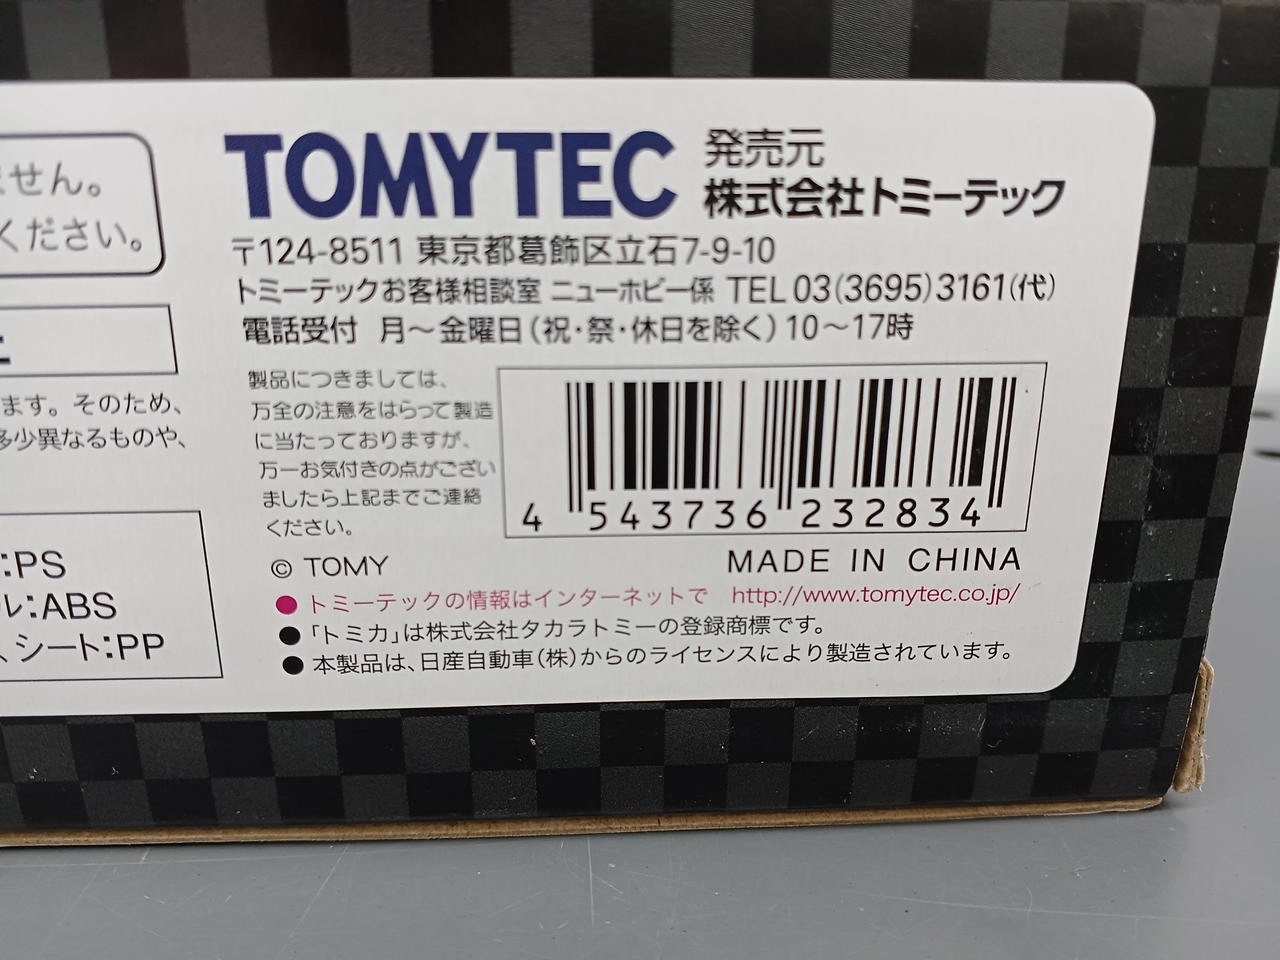 ません。
ください。
ます。そのため、
多少異なるものや、
:PS
ル:ABS
、シート:PP
TOMYTEC
発売元
株式会社トミーテック
〒124-8511 東京都葛飾区立石7-9-10
トミーテックお客様相談室 ニューホビー係 TEL 03(3695)3161(代)
電話受付 月～金曜日(祝・祭・休日を除く)10～17時
製品につきましては、
万全の注意をはらって製造
に当たっておりますが、
万一お気付きの点がござい
ましたら上記までご連絡
ください。
4 543736 232834
© TOMY
MADE IN CHINA
●トミーテックの情報はインターネットで http://www.tomytec.co.jp/
●「トミカ」は株式会社タカラトミーの登録商標です。
●本製品は、日産自動車(株)からのライセンスにより製造されています。